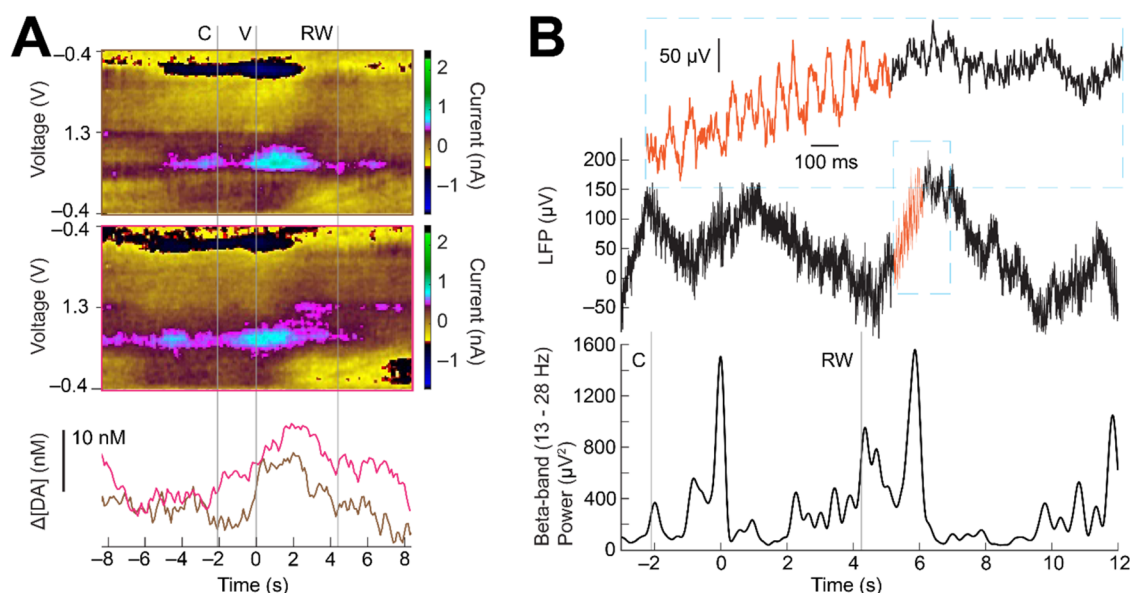 A
C V RW
−0.4
1.3
−0.4
Voltage (V)
2
1
0
−1
Current (nA)
−0.4
1.3
−0.4
Voltage (V)
2
1
0
−1
Current (nA)
10 nM
Δ[DA] (nM)
−8 −6 −4 −2 0 2 4 6 8
Time (s)
B
50 µV
100 ms
200
150
100
50
0
−50
LFP (µV)
C RW
1600
1200
800
400
0
Beta-band (13 - 28 Hz)
Power (µV²)
−2 0 2 4 6 8 10 12
Time (s)